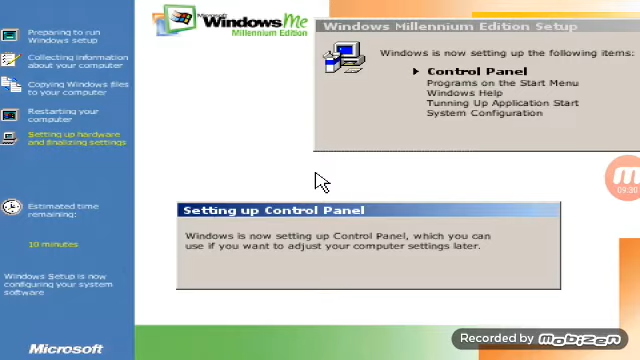 Preparing to run
Windows setup
Collecting information
about your computer
Copying Windows files
to your computer
Restarting your
computer
Setting up hardware
and finalizing settings
Estimated time
remaining:
10 minutes
Windows Setup is now
configuring your system
software
Microsoft
Microsoft
Windows Me
Millennium Edition
Windows Millennium Edition Setup
Windows is now setting up the following items:
Control Panel
Programs on the Start Menu
Windows Help
Tunning Up Application Start
System Configuration
Setting up Control Panel
Windows is now setting up Control Panel, which you can
use if you want to adjust your computer settings later.
09:30
Recorded by mobizen